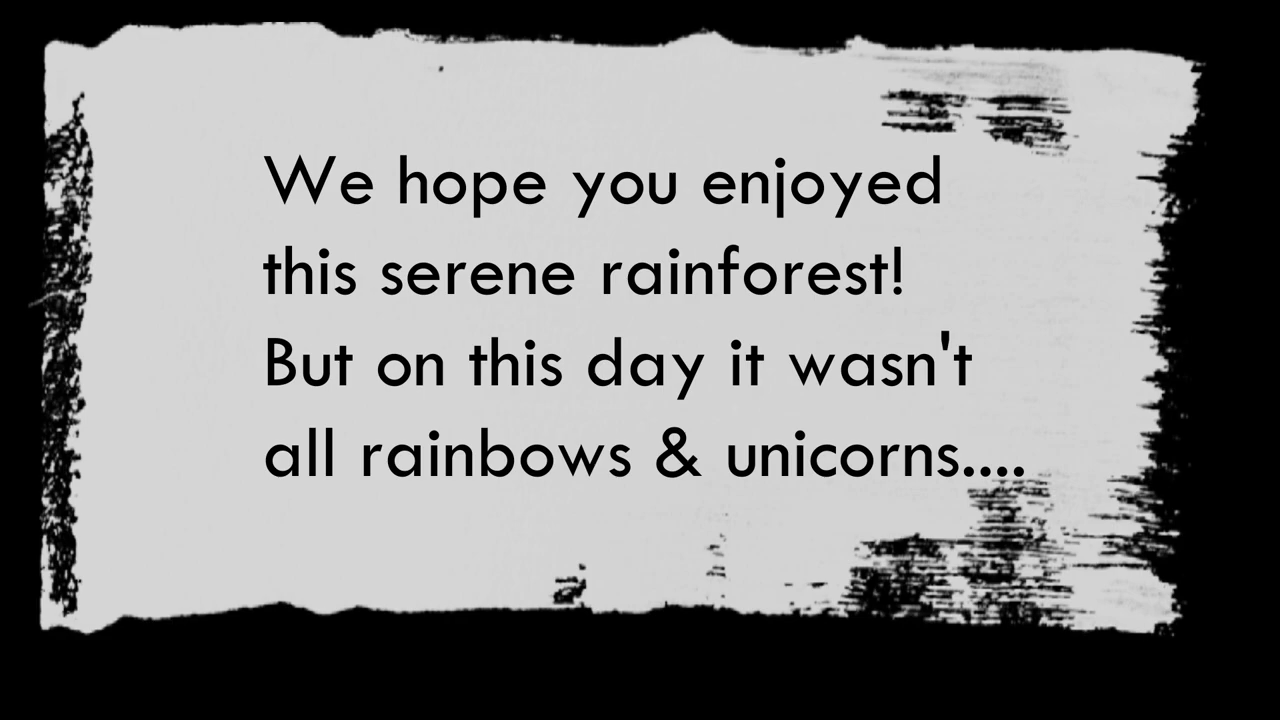 We hope you enjoyed
this serene rainforest!
But on this day it wasn't
all rainbows & unicorns....